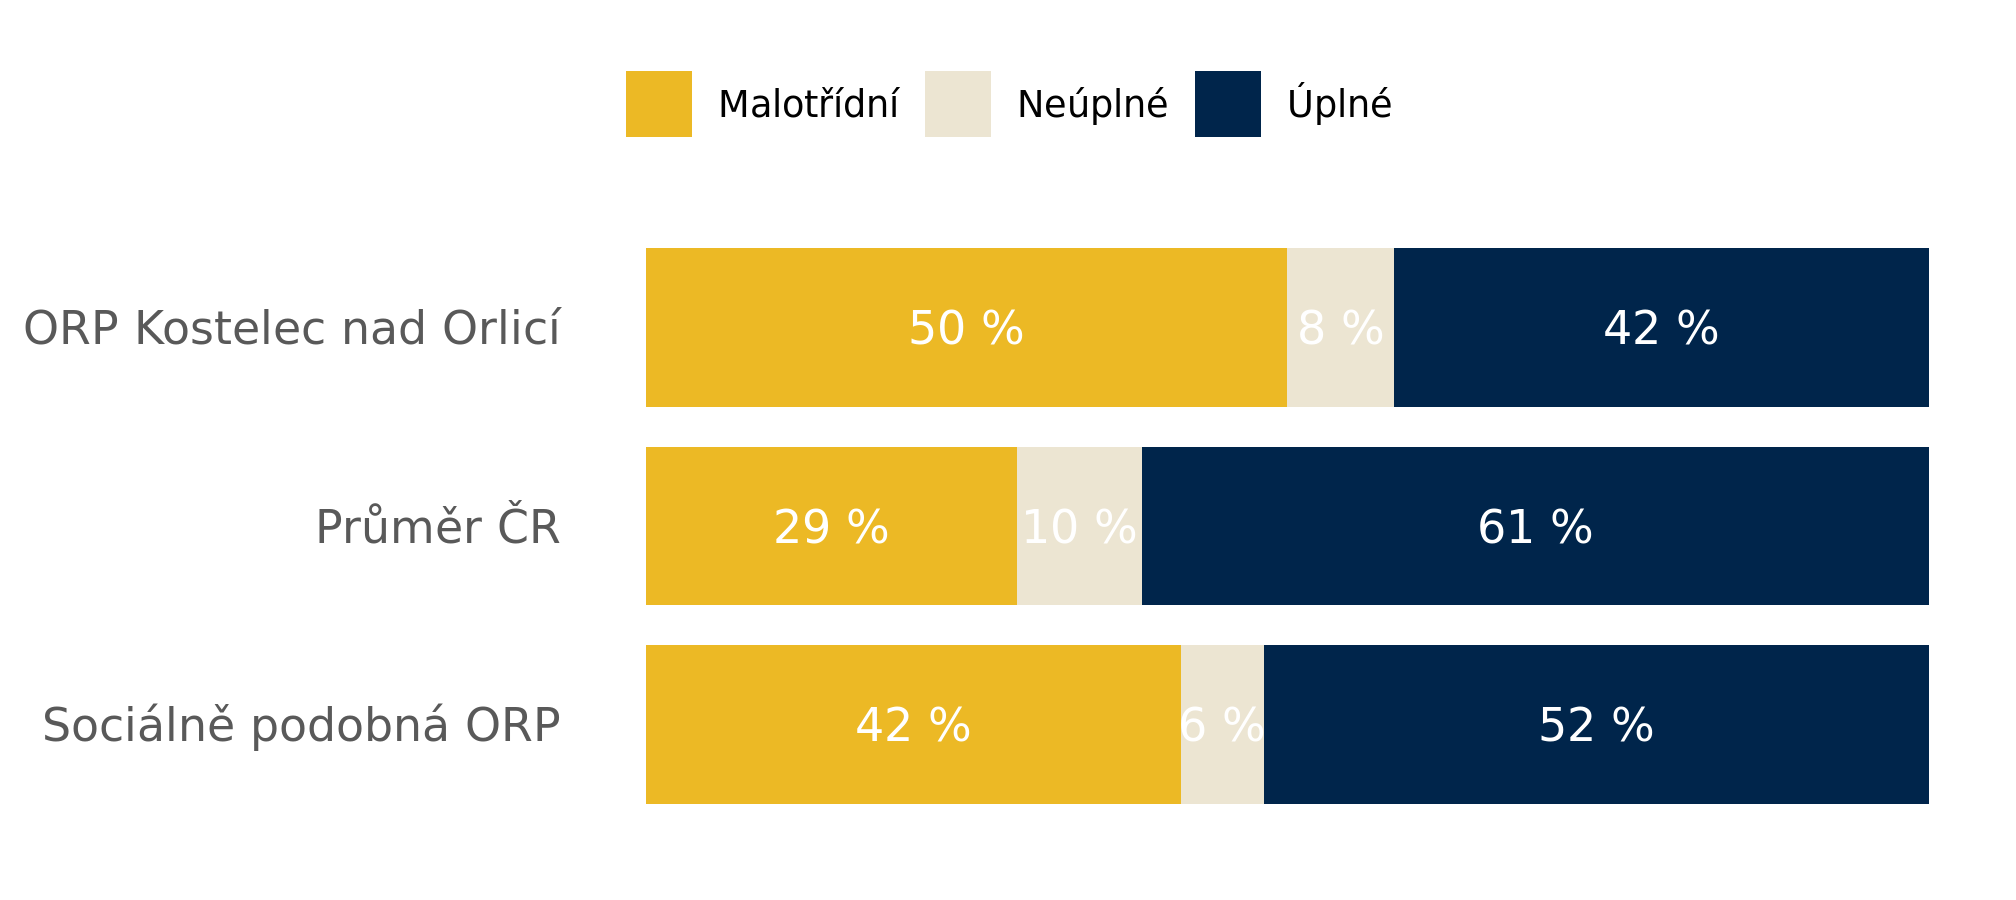 Malotřídní Neúplné Úplné
ORP Kostelec nad Orlicí 50 % 8 % 42 %
Průměr ČR 29 % 10 % 61 %
Sociálně podobná ORP 42 % 6 % 52 %